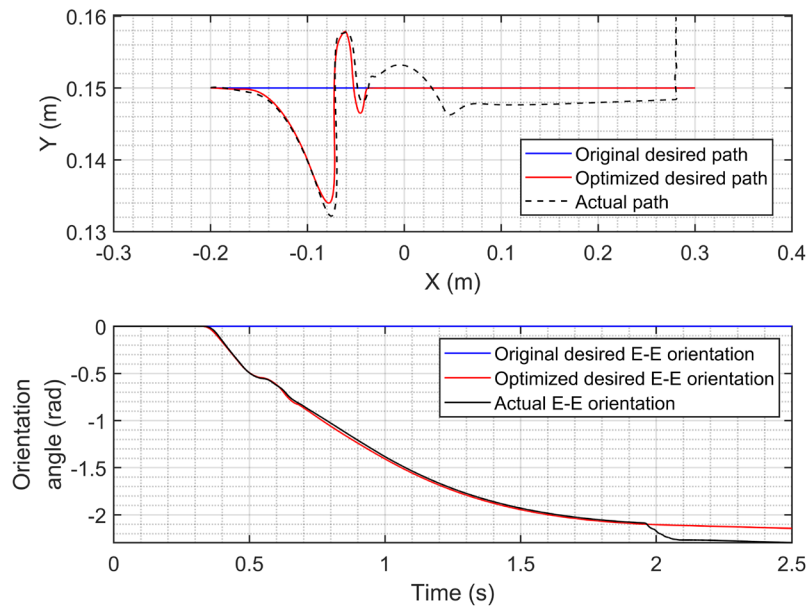 0.16
0.15
0.14
0.13
Y (m)
Original desired path
Optimized desired path
Actual path
-0.3 -0.2 -0.1 0 0.1 0.2 0.3 0.4
X (m)
0
-0.5
-1
-1.5
-2
Orientation
angle (rad)
Original desired E-E orientation
Optimized desired E-E orientation
Actual E-E orientation
0 0.5 1 1.5 2 2.5
Time (s)